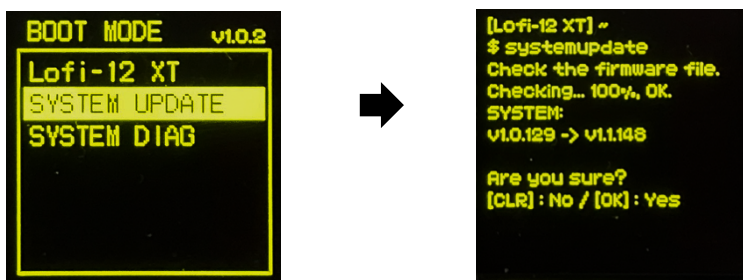 BOOT MODE v1.0.2
Lofi-12 XT
SYSTEM UPDATE
SYSTEM DIAG
[Lofi-12 XT] ~
$ systemupdate
Check the firmware file.
Checking... 100%, OK.
SYSTEM:
v1.0.129 -> v1.1.148
Are you sure?
[CLR] : No / [OK] : Yes